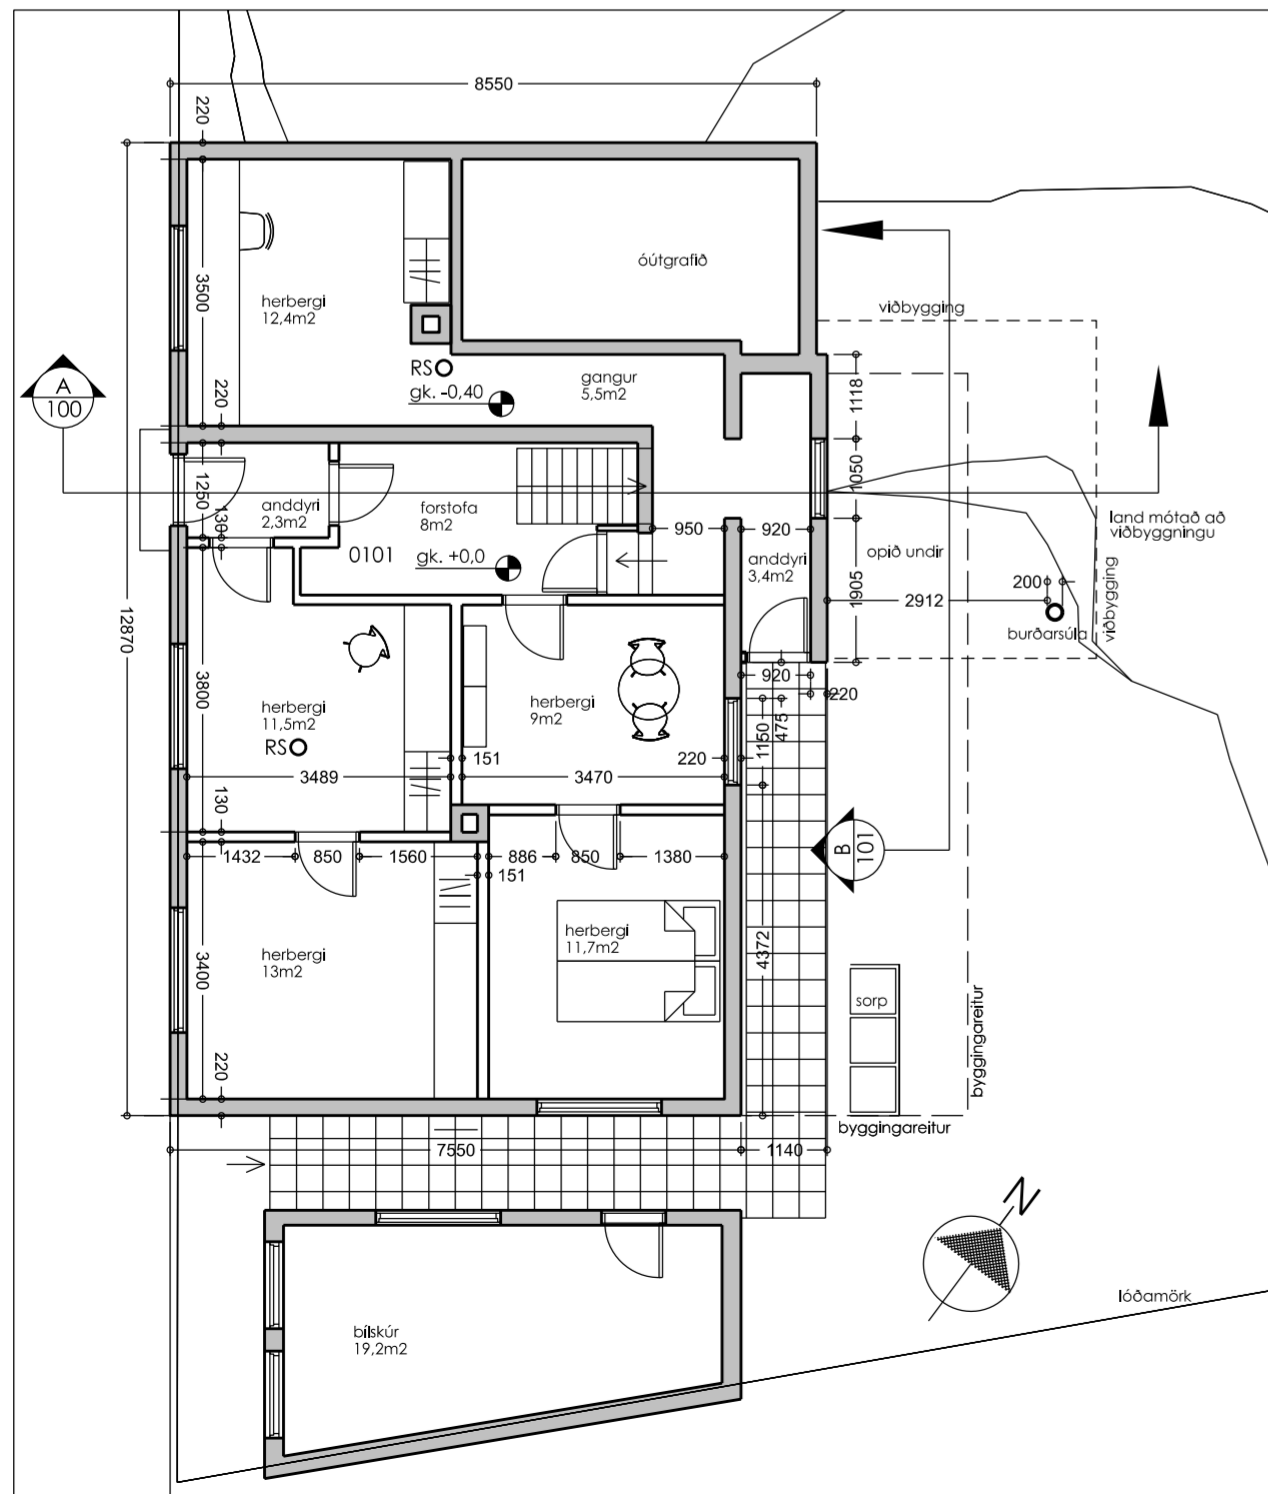 8550
220
3500
herbergi
12,4m2
óútgrafið
viðbygging
RS
gk. -0,40
gangur
5,5m2
A
100
220
1118
1050
1250
130
anddyri
2,3m2
forstofa
8m2
0101
gk. +0,0
950
920
anddyri
3,4m2
1905
opið undir
2912
land mótað að
viðbyggningu
200
burðarsúla
viðbygging
12870
3800
herbergi
11,5m2
RS
herbergi
9m2
920
220
475
1150
151
220
3489
3470
130
1432
850
1560
886
850
1380
151
B
101
3400
herbergi
13m2
herbergi
11,7m2
4372
sorp
byggingareitur
220
byggingareitur
7550
1140
N
bílskúr
19,2m2
lóðamörk